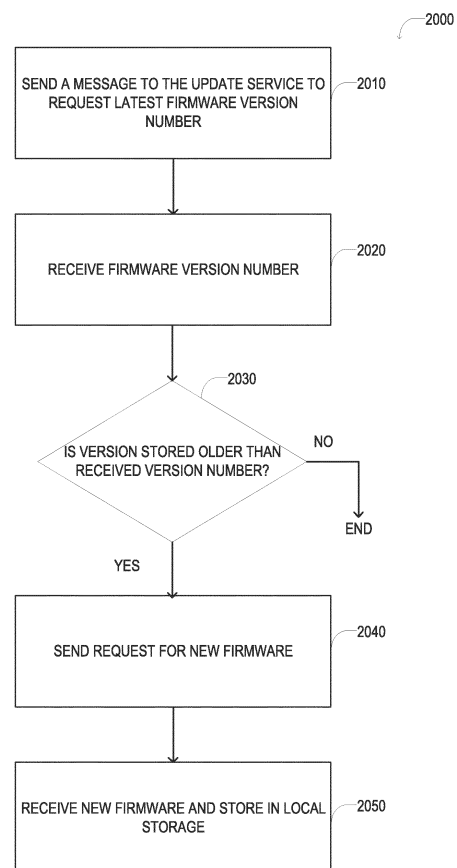 2000
SEND A MESSAGE TO THE UPDATE SERVICE TO
REQUEST LATEST FIRMWARE VERSION
NUMBER
2010
RECEIVE FIRMWARE VERSION NUMBER
2020
2030
IS VERSION STORED OLDER THAN
RECEIVED VERSION NUMBER?
NO
END
YES
SEND REQUEST FOR NEW FIRMWARE
2040
RECEIVE NEW FIRMWARE AND STORE IN LOCAL
STORAGE
2050